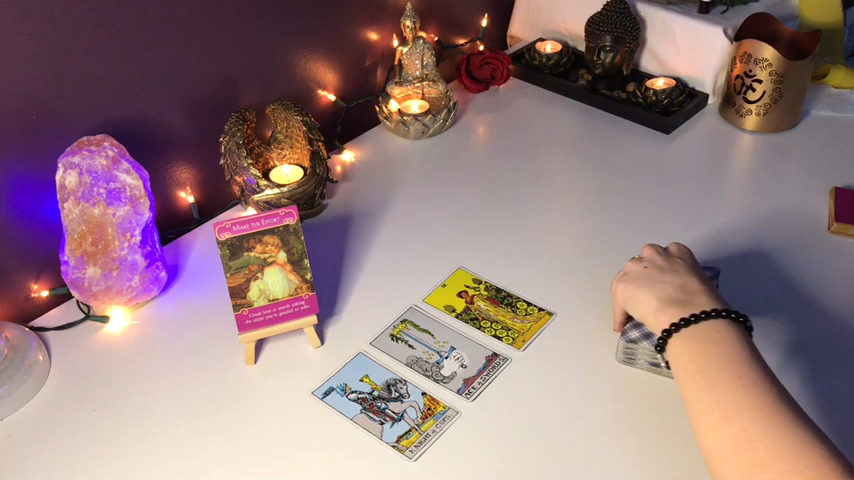 MAKE THE EFFORT
Great love is worth taking
the steps you're guided to take!
IX
ACE of SWORDS
KNIGHT of CUPS